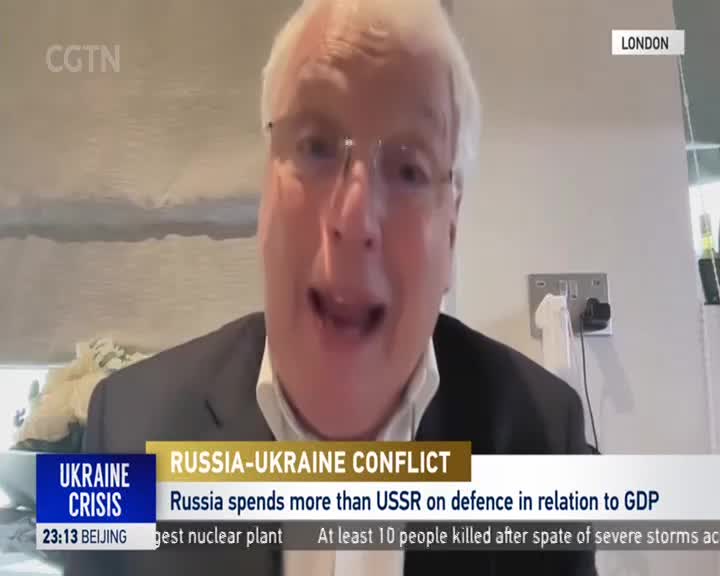 CGTN
LONDON
RUSSIA-UKRAINE CONFLICT
UKRAINE
CRISIS
Russia spends more than USSR on defence in relation to GDP
23:13 BEIJING
gest nuclear plant At least 10 people killed after spate of severe storms ac